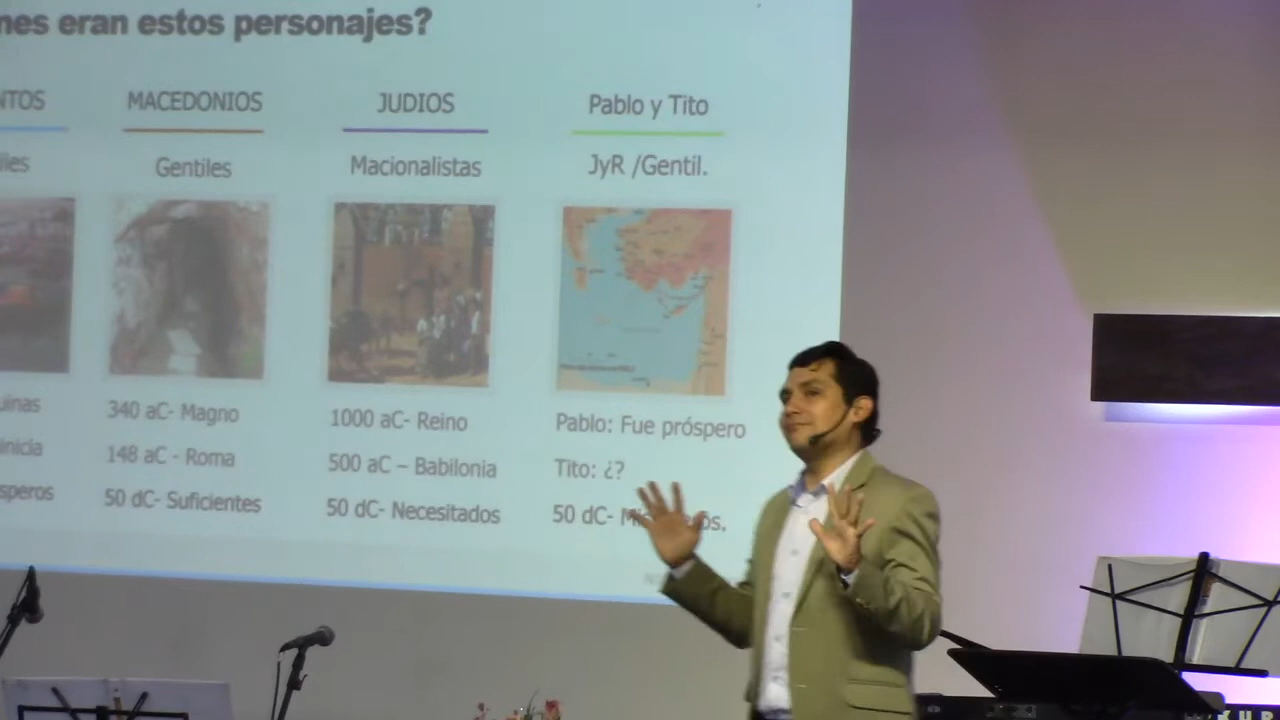 nes eran estos personajes?
NTOS MACEDONIOS JUDIOS Pablo y Tito
iles Gentiles Macionalistas JyR /Gentil.
uinas 340 aC- Magno 1000 aC- Reino Pablo: Fue próspero
inicia 148 aC - Roma 500 aC – Babilonia Tito: ¿?
speros 50 dC- Suficientes 50 dC- Necesitados 50 dC-